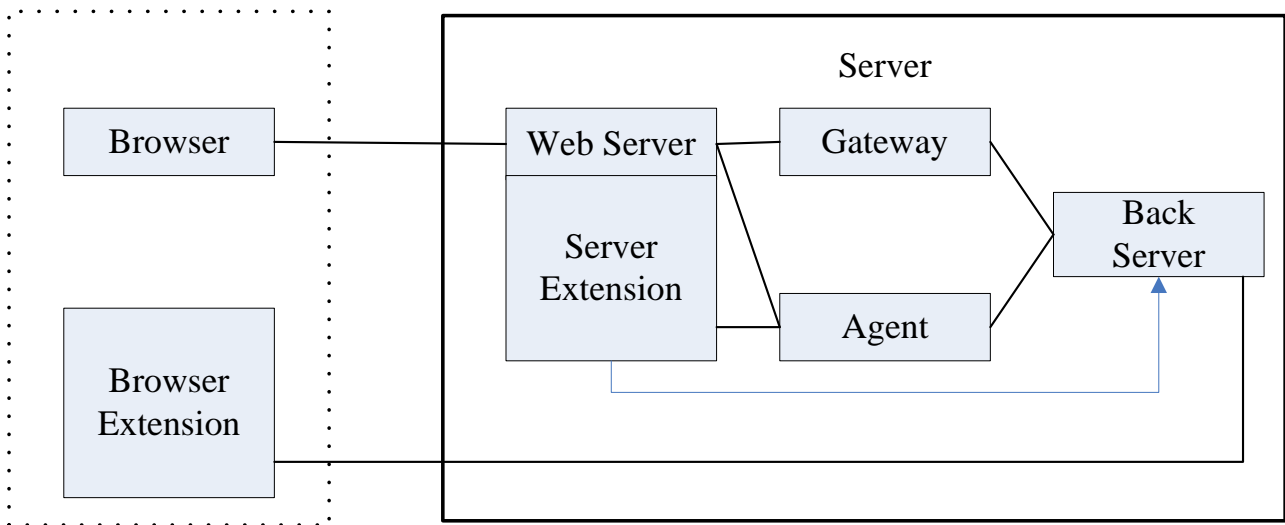 Server
Browser
Web Server
Gateway
Back
Server
Server
Extension
Agent
Browser
Extension